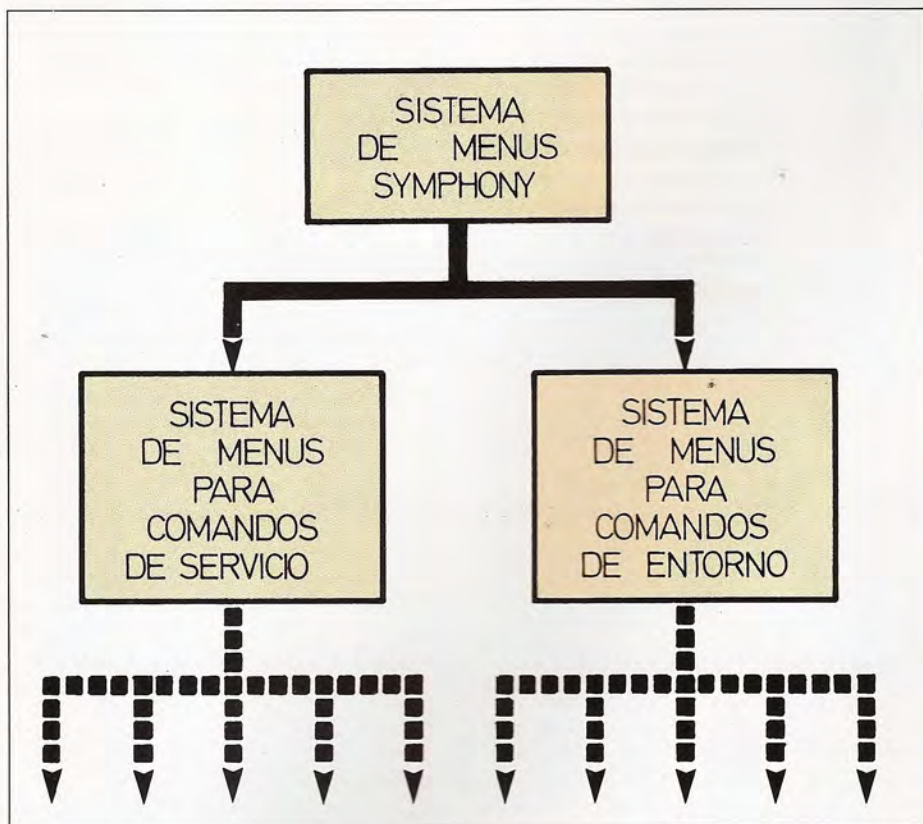 SISTEMA
DE MENUS
SYMPHONY
SISTEMA
DE MENUS
PARA
COMANDOS
DE SERVICIO
SISTEMA
DE MENUS
PARA
COMANDOS
DE ENTORNO